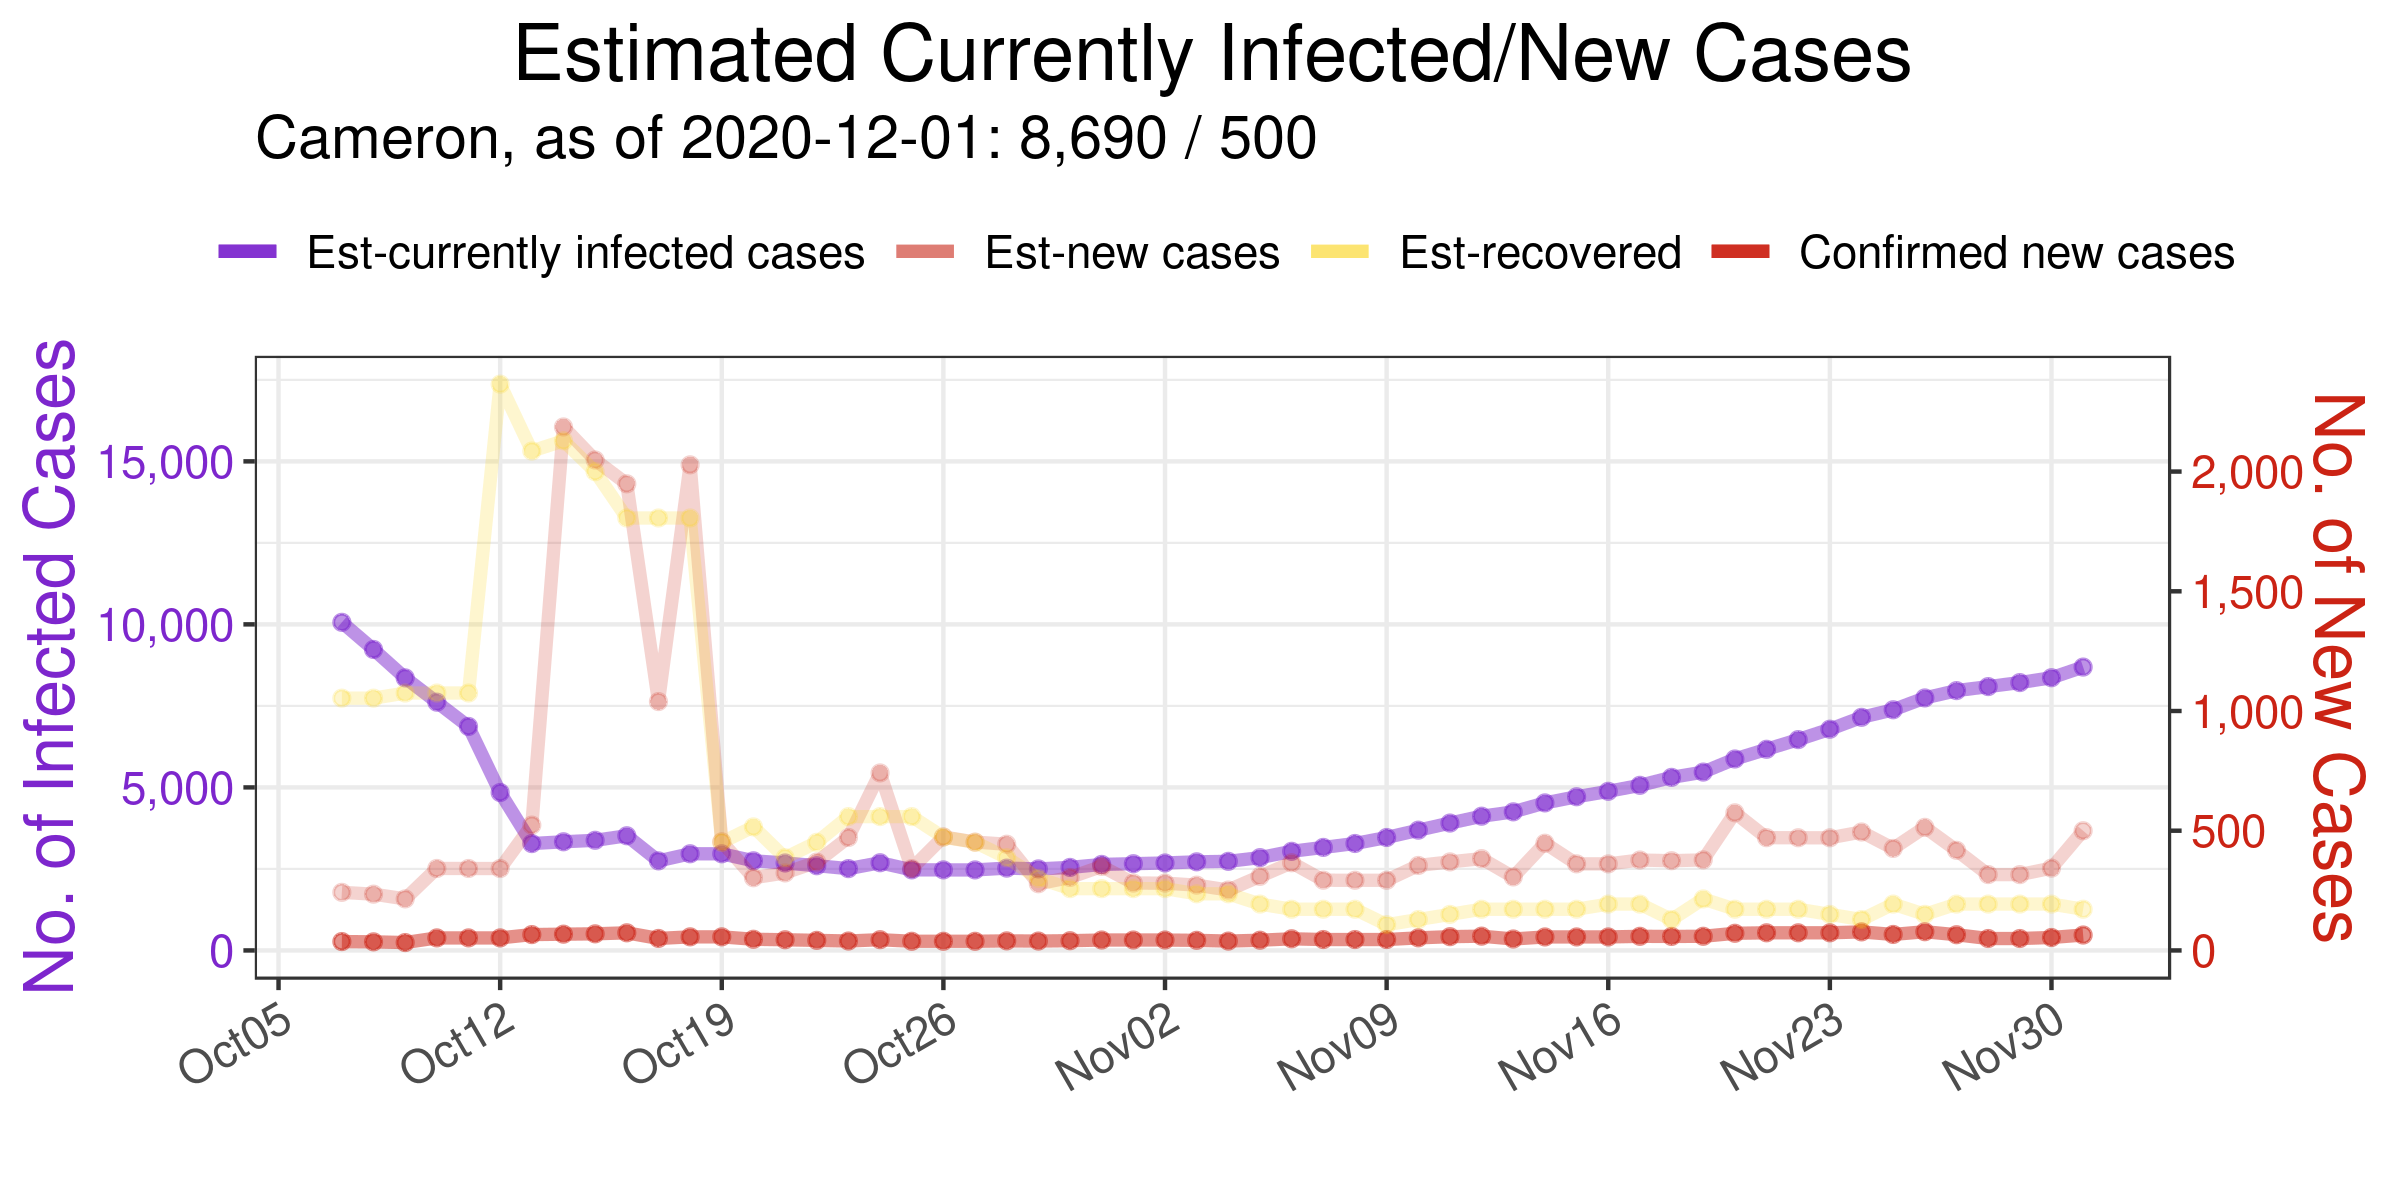 Estimated Currently Infected/New Cases
Cameron, as of 2020-12-01: 8,690 / 500
Est-currently infected cases
Est-new cases
Est-recovered
Confirmed new cases
No. of Infected Cases
15,000
10,000
5,000
0
2,000
1,500
1,000
500
0
No. of New Cases
Oct05
Oct12
Oct19
Oct26
Nov02
Nov09
Nov16
Nov23
Nov30